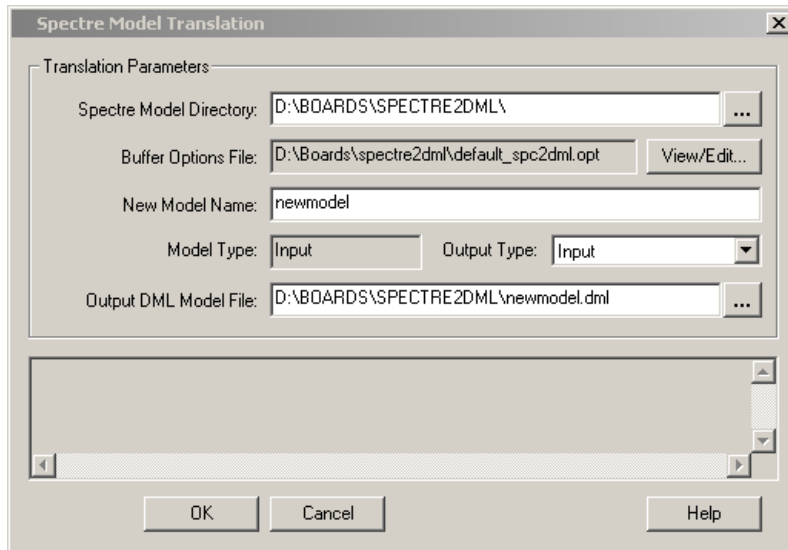 Spectre Model Translation
Translation Parameters
Spectre Model Directory: D:\BOARDS\SPECTRE2DML\ ...
Buffer Options File: D:\Boards\spectre2dml\default_spc2dml.opt View/Edit...
New Model Name: newmodel
Model Type: Input Output Type: Input
Output DML Model File: D:\BOARDS\SPECTRE2DML\newmodel.dml ...
OK Cancel Help